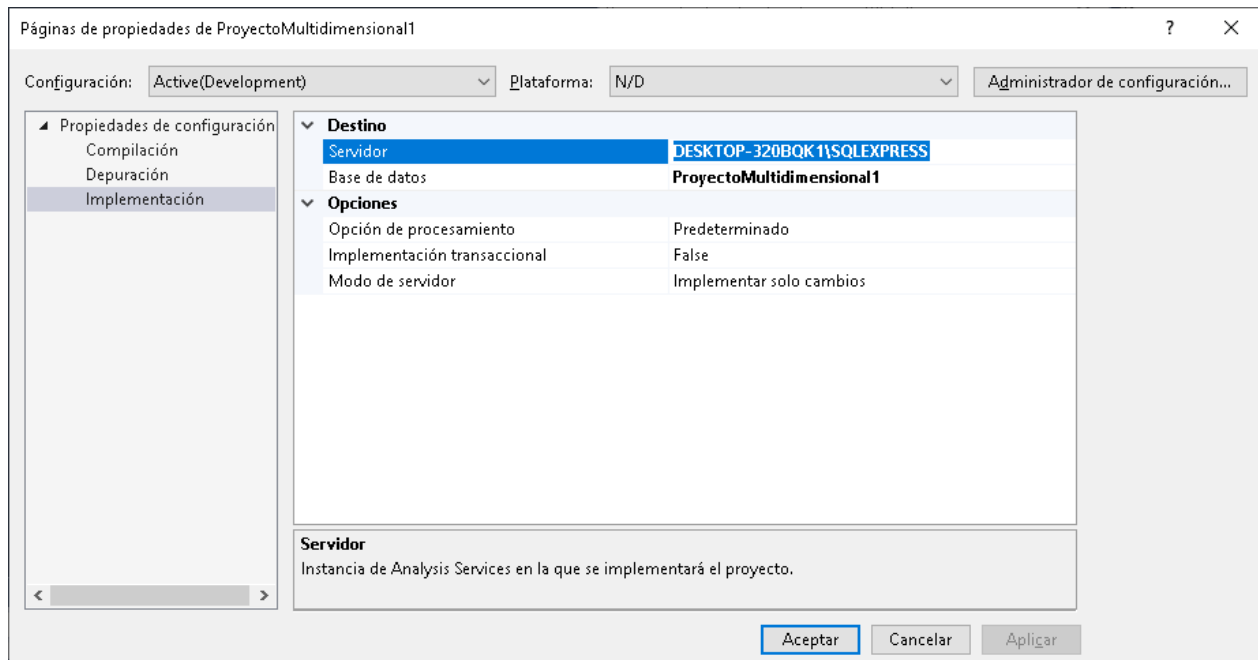 Páginas de propiedades de ProyectoMultidimensional1
Configuración: Active(Development) Plataforma: N/D Administrador de configuración...
Propiedades de configuración
Compilación
Depuración
Implementación
Destino
Servidor DESKTOP-320BQK1\SQLEXPRESS
Base de datos ProyectoMultidimensional1
Opciones
Opción de procesamiento Predeterminado
Implementación transaccional False
Modo de servidor Implementar solo cambios
Servidor
Instancia de Analysis Services en la que se implementará el proyecto.
Aceptar Cancelar Aplicar